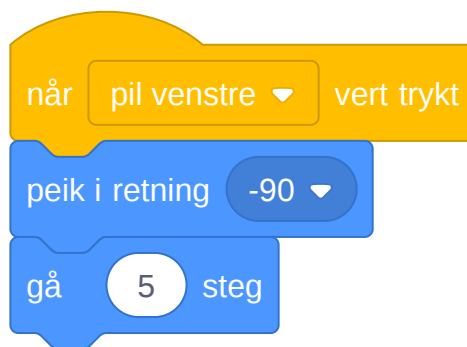 når pil venstre vert trykt
peik i retning -90
gå 5 steg